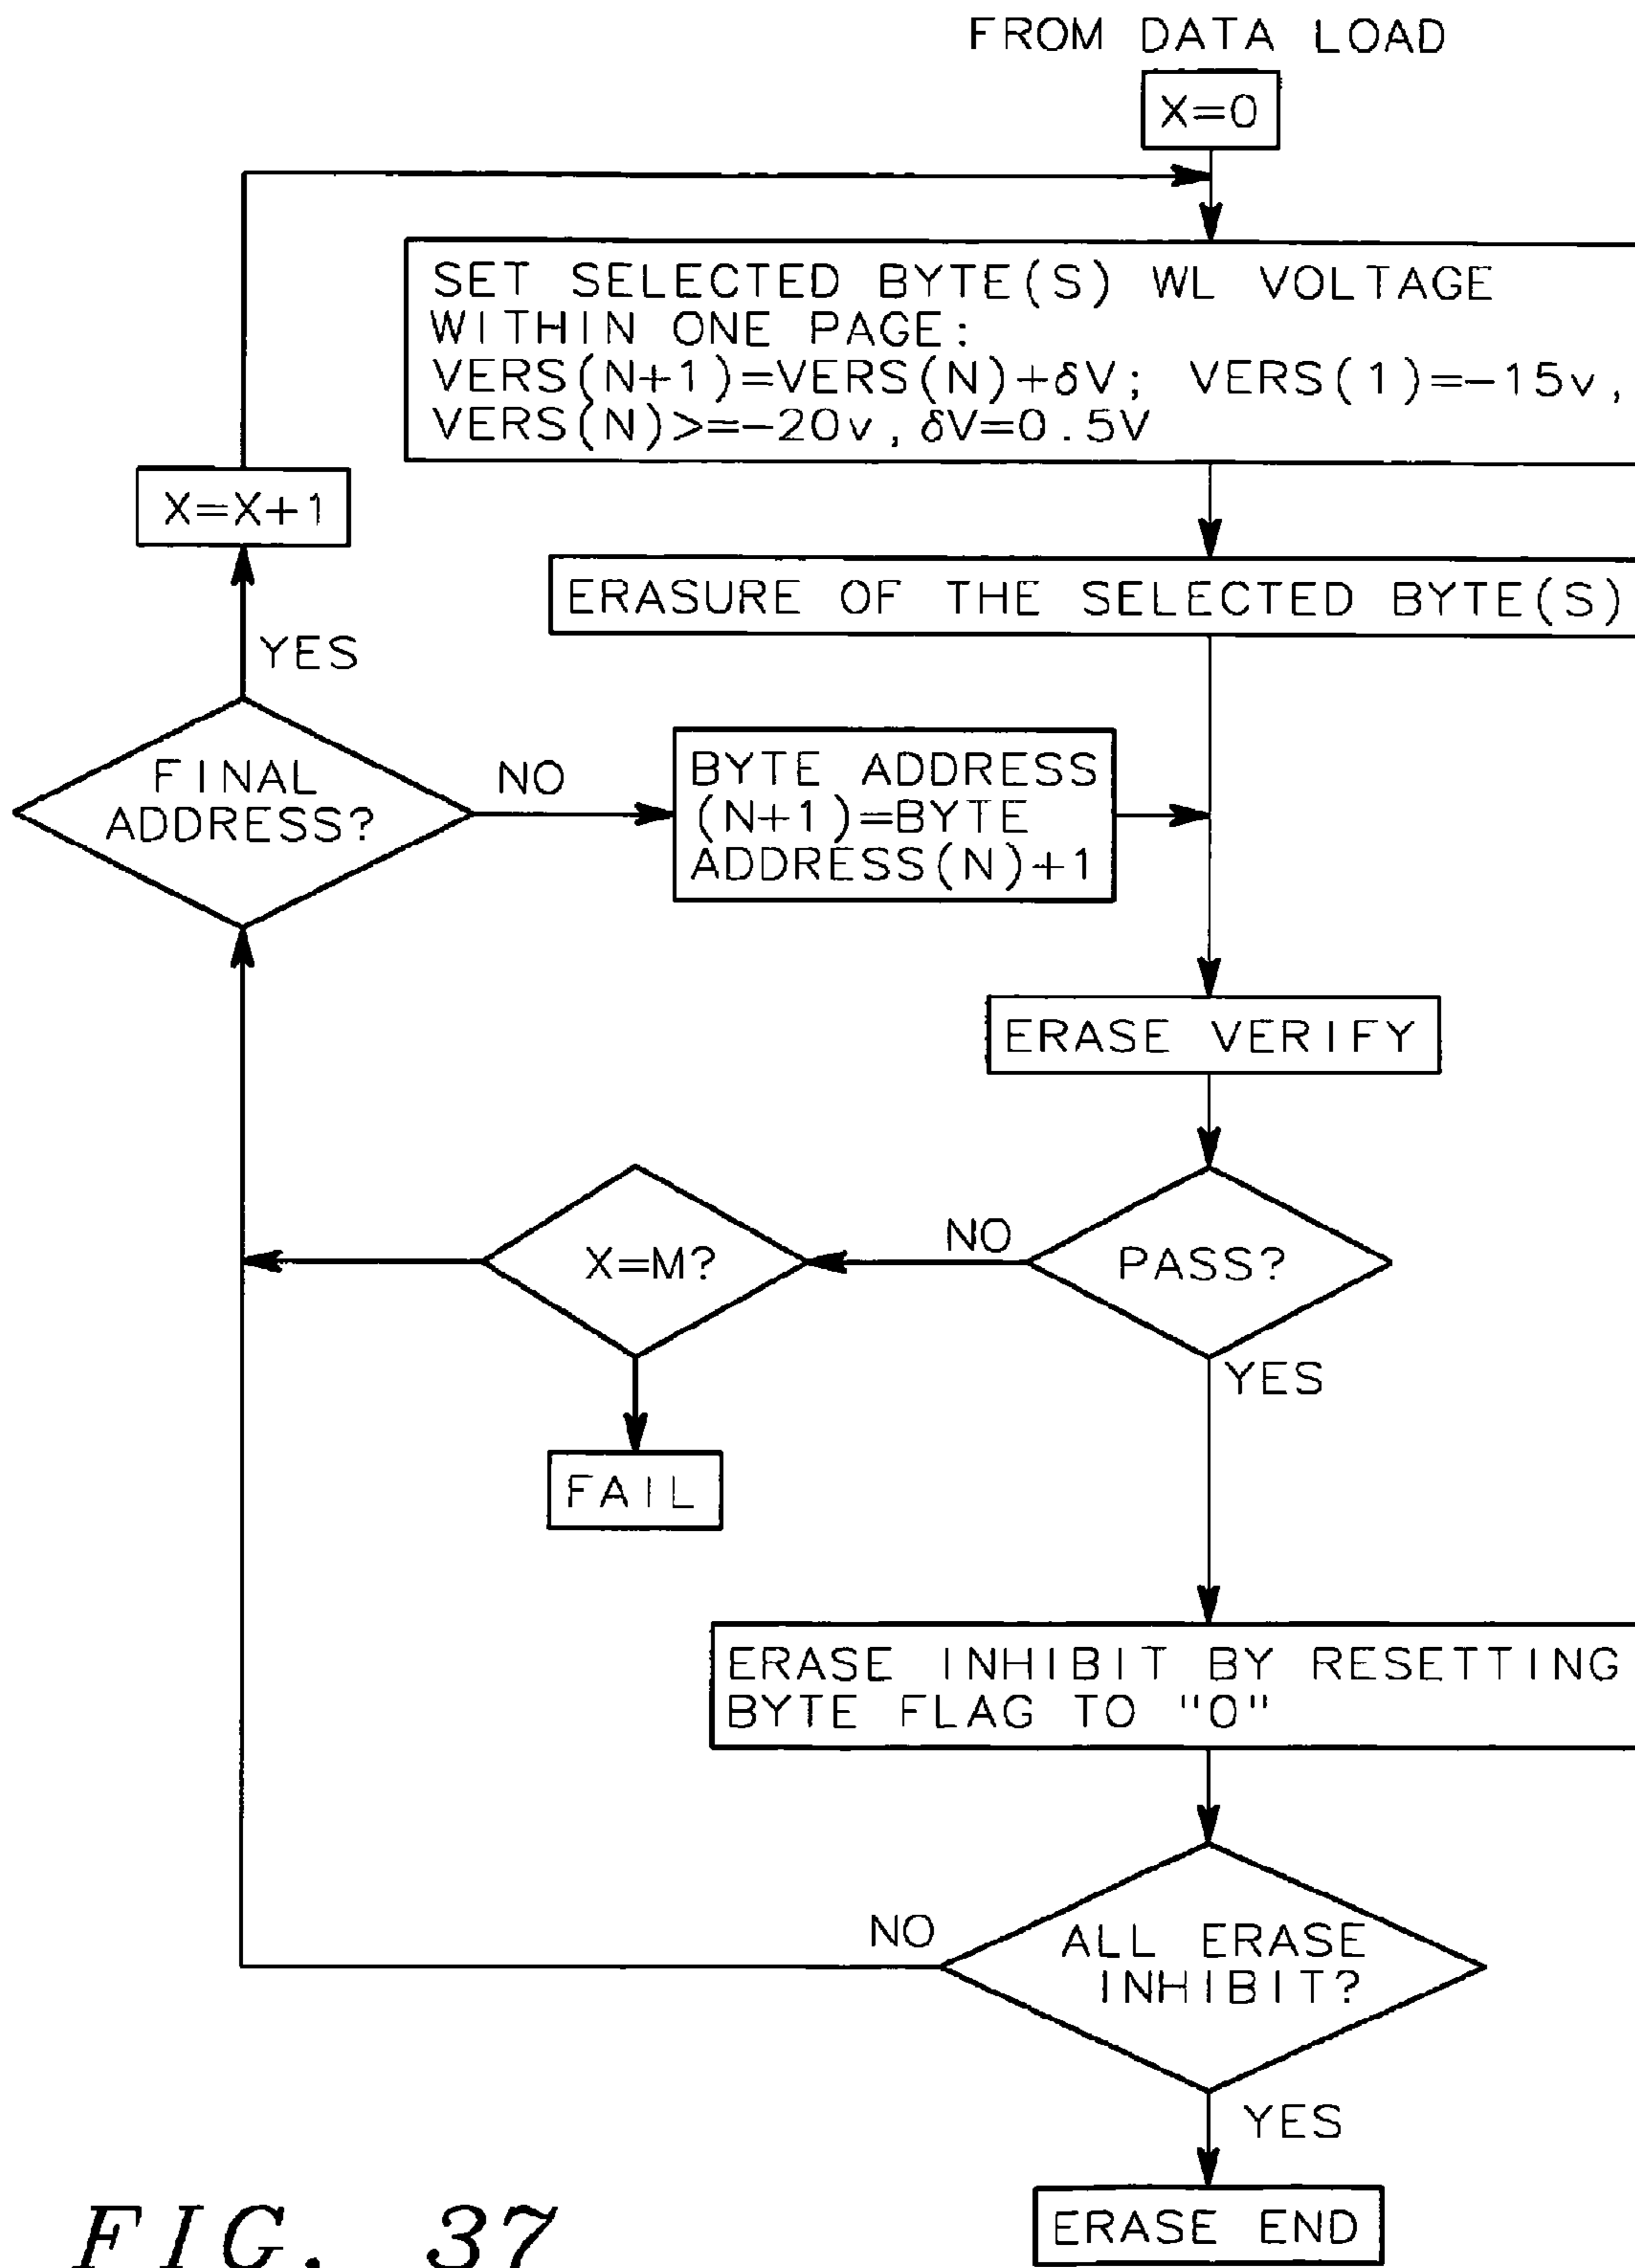 FROM DATA LOAD
X=0
SET SELECTED BYTE(S) WL VOLTAGE
WITHIN ONE PAGE:
VERS(N+1)=VERS(N)+δV; VERS(1)=-15v,
VERS(N)>=-20v, δV=0.5V
X=X+1
ERASURE OF THE SELECTED BYTE(S)
YES
FINAL
ADDRESS?
NO
BYTE ADDRESS
(N+1)=BYTE
ADDRESS(N)+1
ERASE VERIFY
X=M?
NO
PASS?
YES
FAIL
ERASE INHIBIT BY RESETTING
BYTE FLAG TO "0"
NO
ALL ERASE
INHIBIT?
YES
ERASE END
FIG. 37